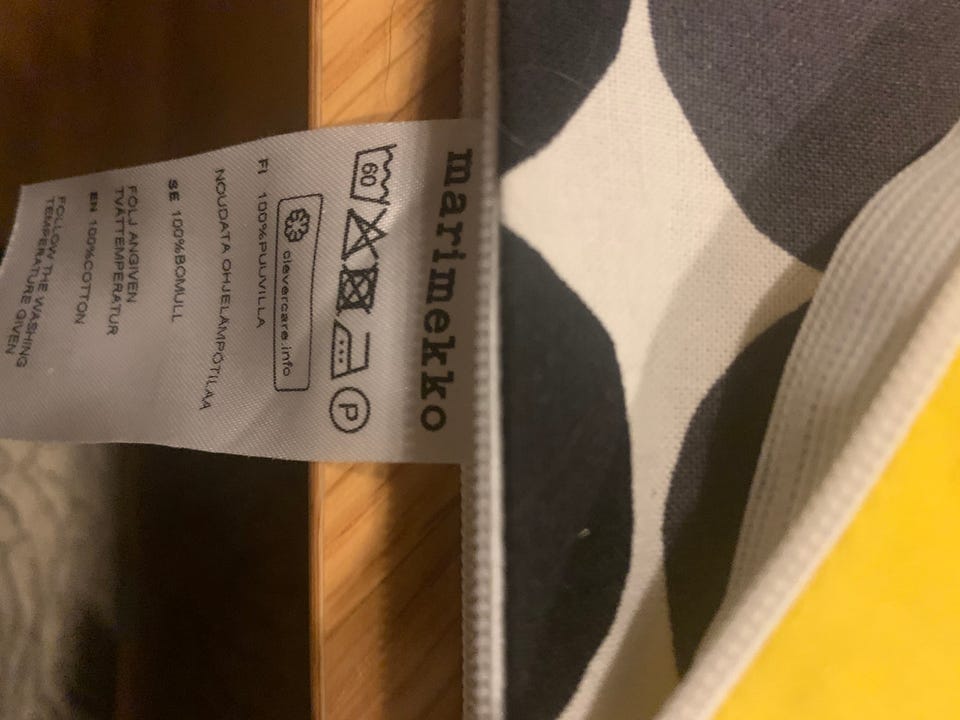 marimekko
60 P
clevercare.info
FI 100%PUUVILLA
NOUDATA OHJELÄMPÖTILAA
SE 100%BOMULL
FÖLJ ANGIVEN
TVÄTTEMPERATUR
EN 100%COTTON
FOLLOW THE WASHING
TEMPERATURE GIVEN